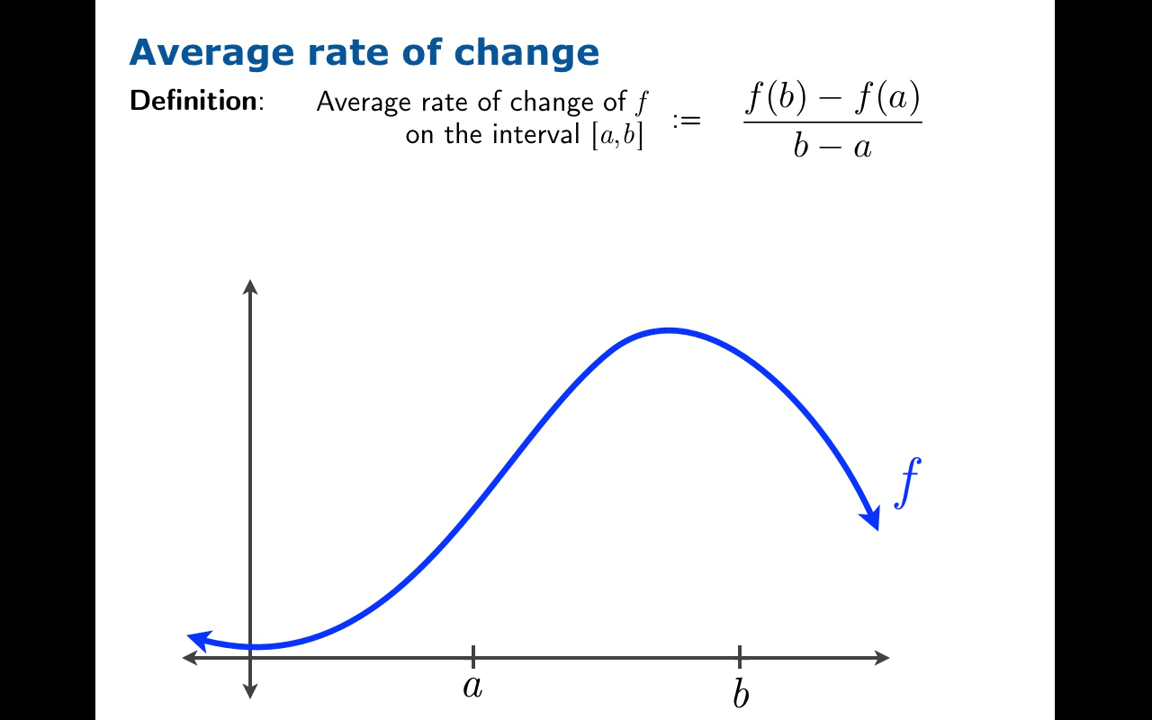 Average rate of change
Definition: Average rate of change of f
on the interval [a,b] := f(b) − f(a)
b − a
f
a
b